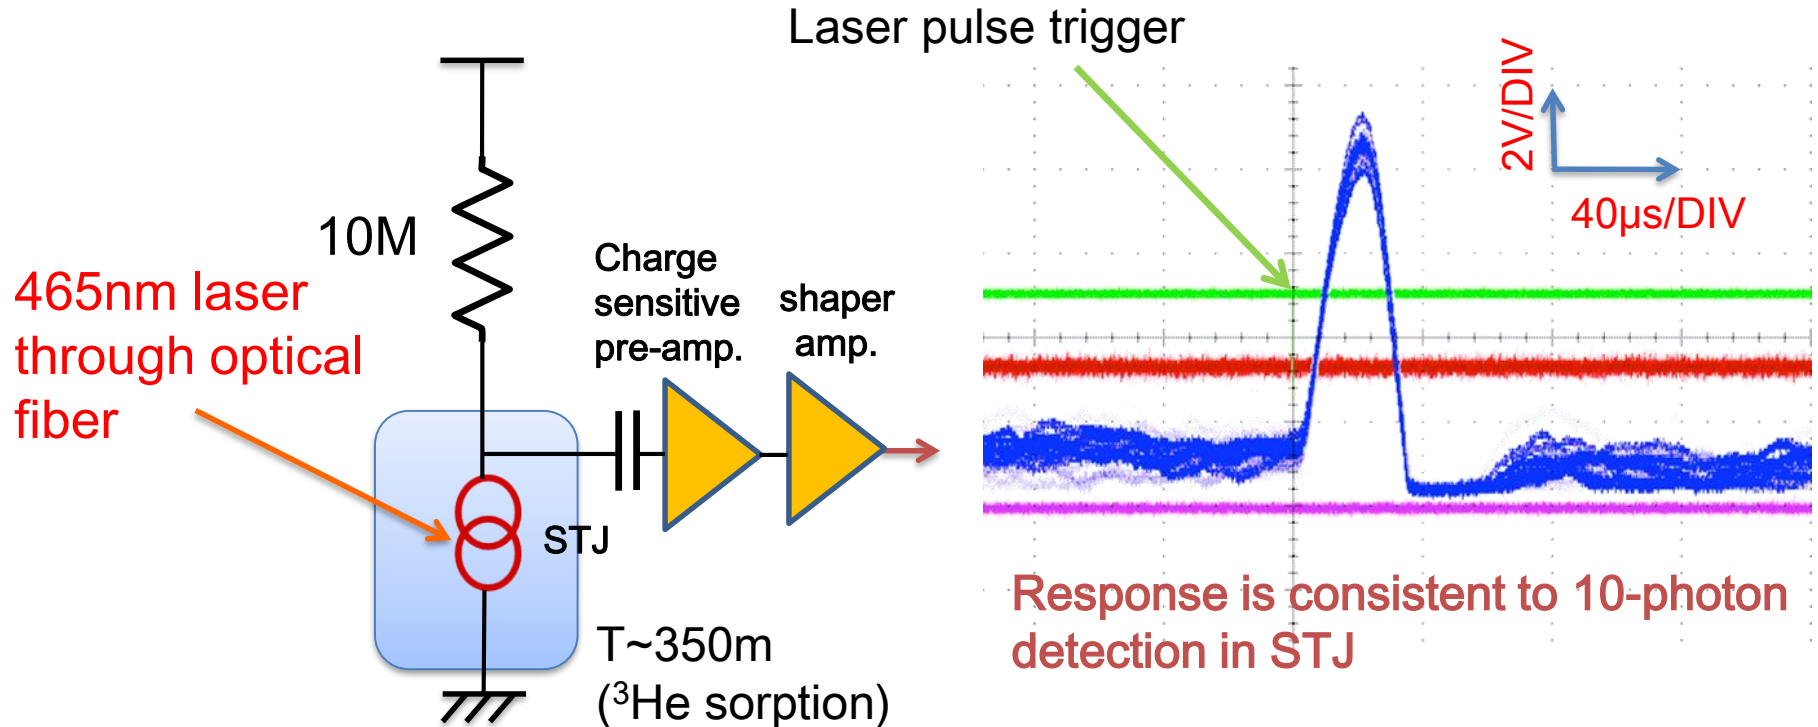 Laser pulse trigger
2V/DIV
40µs/DIV
10M
Charge
sensitive
pre-amp.
shaper
amp.
465nm laser
through optical
fiber
STJ
T~350m
(³He sorption)
Response is consistent to 10-photon
detection in STJ